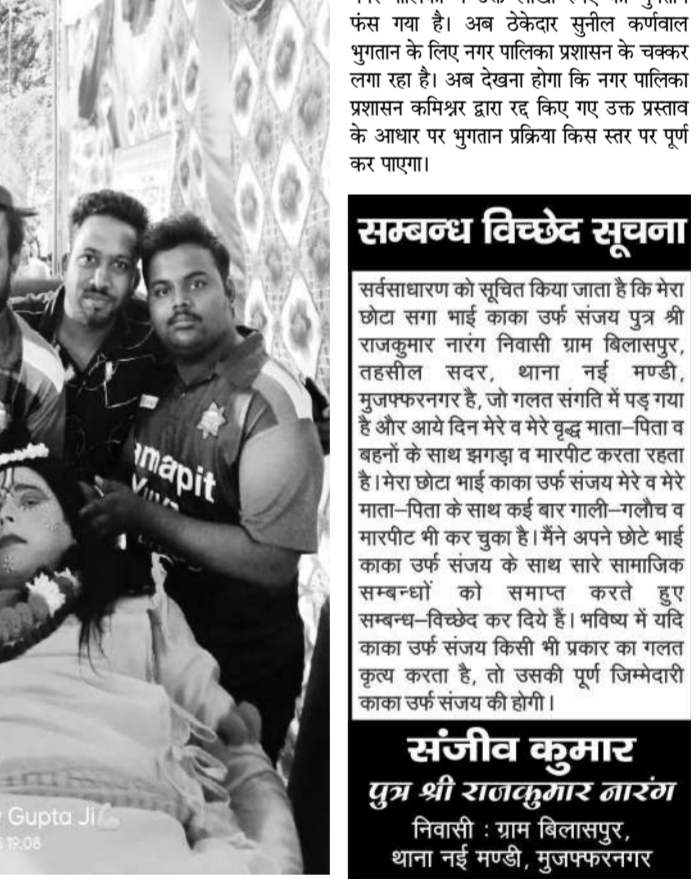 फंस गया है। अब ठेकेदार सुनील कर्णवाल
भुगतान के लिए नगर पालिका प्रशासन के चक्कर
लगा रहा है। अब देखना होगा कि नगर पालिका
प्रशासन कमिश्नर द्वारा रद्द किए गए उक्त प्रस्ताव
के आधार पर भुगतान प्रक्रिया किस स्तर पर पूर्ण
कर पाएगा।
सम्बन्ध विच्छेद सूचना
सर्वसाधारण को सूचित किया जाता है कि मेरा
छोटा सगा भाई काका उर्फ संजय पुत्र श्री
राजकुमार नारंग निवासी ग्राम बिलासपुर,
तहसील सदर, थाना नई मण्डी,
मुजफ्फरनगर है, जो गलत संगति में पड़ गया
है और आये दिन मेरे व मेरे वृद्ध माता–पिता व
बहनों के साथ झगड़ा व मारपीट करता रहता
है। मेरा छोटा भाई काका उर्फ संजय मेरे व मेरे
माता–पिता के साथ कई बार गाली–गलौच व
मारपीट भी कर चुका है। मैंने अपने छोटे भाई
काका उर्फ संजय के साथ सारे सामाजिक
सम्बन्धों को समाप्त करते हुए
सम्बन्ध–विच्छेद कर दिये हैं। भविष्य में यदि
काका उर्फ संजय किसी भी प्रकार का गलत
कृत्य करता है, तो उसकी पूर्ण जिम्मेदारी
काका उर्फ संजय की होगी।
संजीव कुमार
पुत्र श्री राजकुमार नारंग
निवासी : ग्राम बिलासपुर,
थाना नई मण्डी, मुजफ्फरनगर
mapit
Gupta Ji
19:08